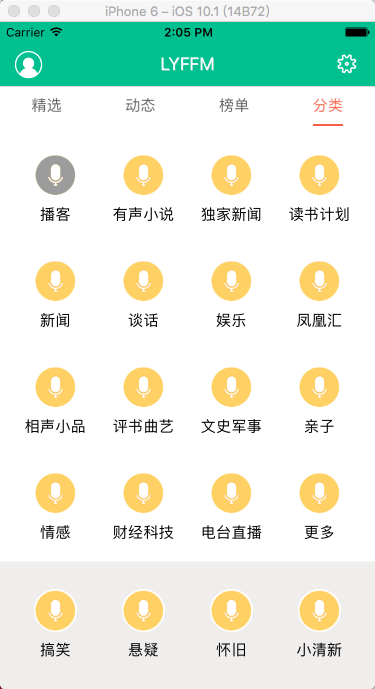 iPhone 6 – iOS 10.1 (14B72)
Carrier 2:05 PM
LYFFM
精选 动态 榜单 分类
播客 有声小说 独家新闻 读书计划
新闻 谈话 娱乐 凤凰汇
相声小品 评书曲艺 文史军事 亲子
情感 财经科技 电台直播 更多
搞笑 悬疑 怀旧 小清新